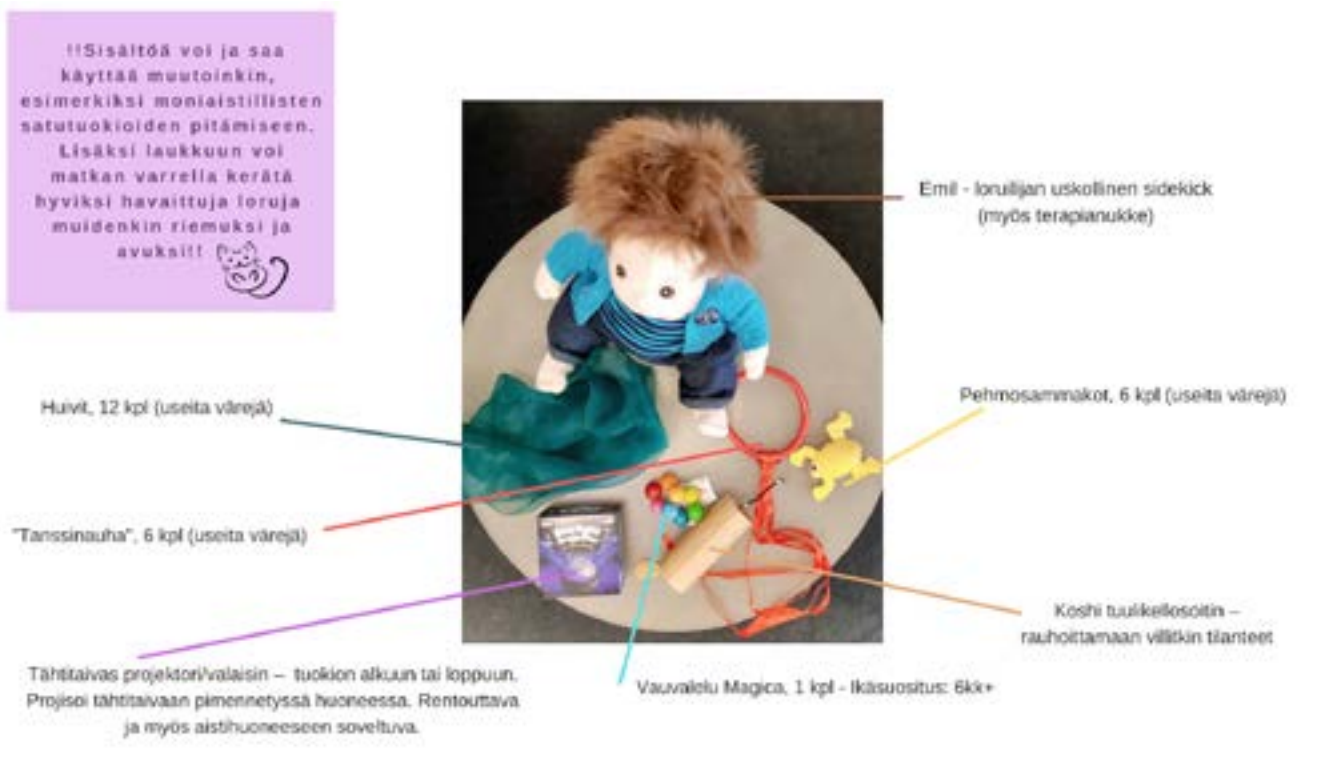 !!Sisältöä voi ja saa
käyttää muutoinkin,
esimerkiksi moniaistillisten
satutuokioiden pitämiseen.
Lisäksi laukkuun voi
matkan varrella kerätä
hyviksi havaittuja loruja
muidenkin riemuksi ja
avuksi!!
Emil - loruilijan uskollinen sidekick
(myös terapianukke)
Huivit, 12 kpl (useita värejä)
Pehmosammakot, 6 kpl (useita värejä)
"Tanssinauha", 6 kpl (useita värejä)
Koshi tuulikellosoitin –
rauhoittamaan villitkin tilanteet
Tähtitaivas projektori/valaisin – tuokion alkuun tai loppuun.
Projisoi tähtitaivaan pimennetyssä huoneessa. Rentouttava
ja myös aistihuoneeseen soveltuva.
Vauvalelu Magica, 1 kpl - Ikäsuositus: 6kk+